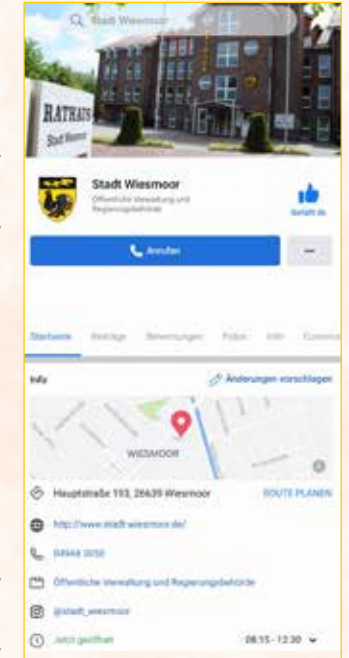 Stadt Wiesmoor
RATHAUS
Stadt Wiesmoor
Stadt Wiesmoor
Öffentliche Verwaltung und
Regierungsbehörde
Gefällt dir
Anrufen
Startseite Beiträge Bewertungen Fotos Info
Info
Änderungen vorschlagen
WIESMOOR
Hauptstraße 193, 26639 Wiesmoor
ROUTE PLANEN
http://www.stadt-wiesmoor.de/
04944 3050
Öffentliche Verwaltung und Regierungsbehörde
@stadt_wiesmoor
Jetzt geöffnet
08:15 - 12:30